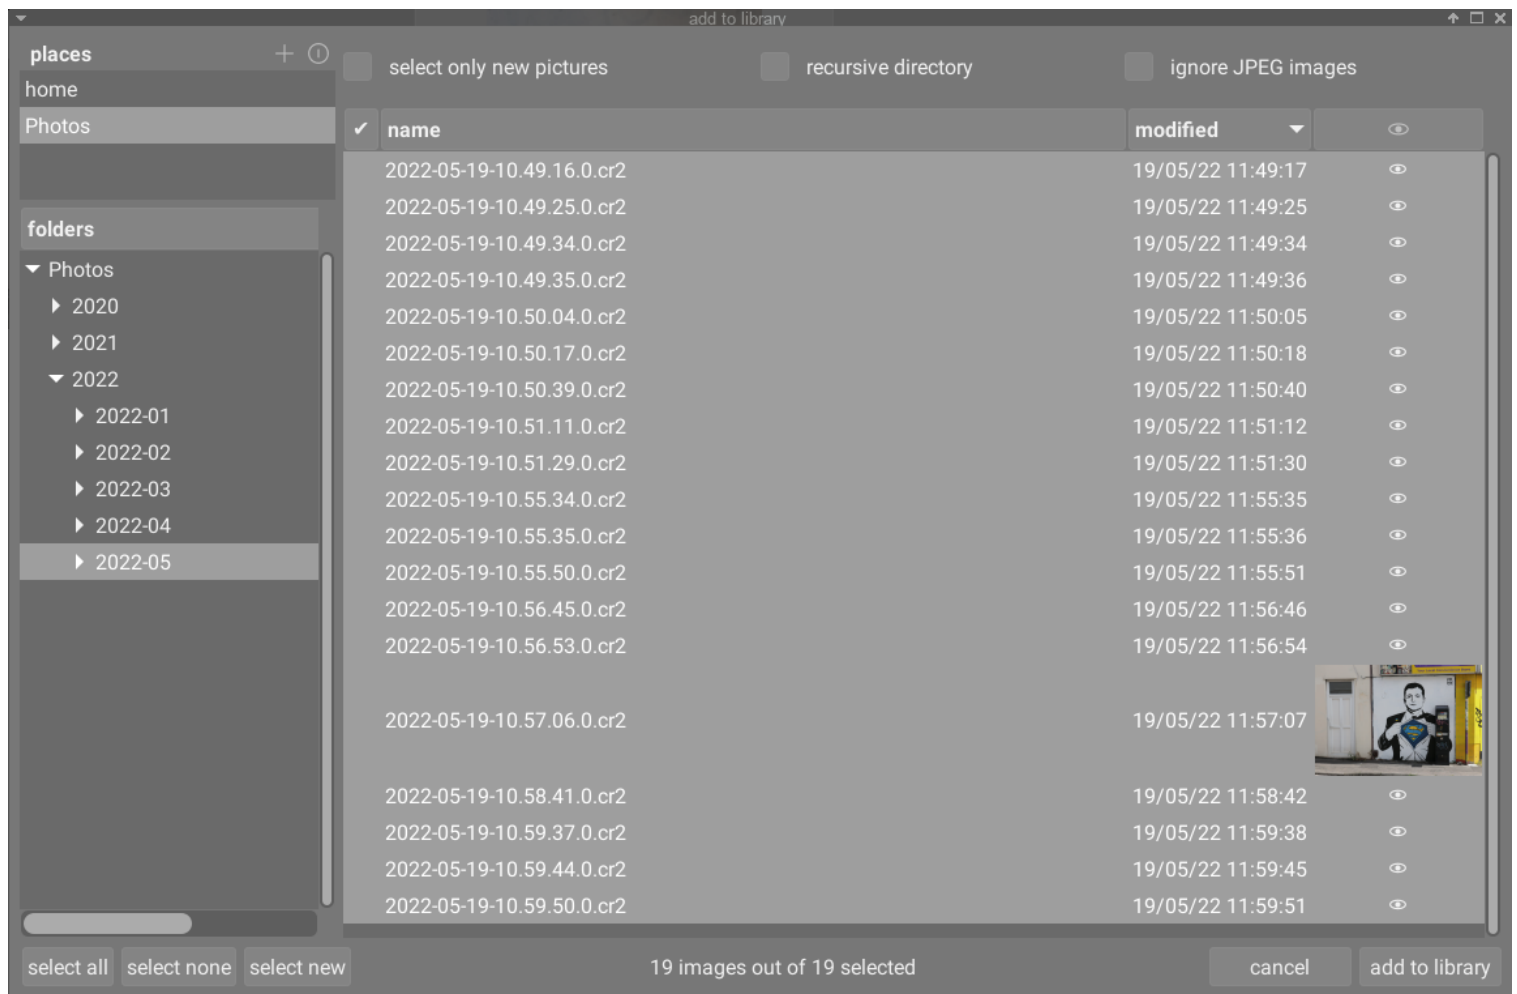 add to library
places
home
Photos
folders
Photos
2020
2021
2022
2022-01
2022-02
2022-03
2022-04
2022-05
select only new pictures recursive directory ignore JPEG images
✔ name modified
2022-05-19-10.49.16.0.cr2 19/05/22 11:49:17
2022-05-19-10.49.25.0.cr2 19/05/22 11:49:25
2022-05-19-10.49.34.0.cr2 19/05/22 11:49:34
2022-05-19-10.49.35.0.cr2 19/05/22 11:49:36
2022-05-19-10.50.04.0.cr2 19/05/22 11:50:05
2022-05-19-10.50.17.0.cr2 19/05/22 11:50:18
2022-05-19-10.50.39.0.cr2 19/05/22 11:50:40
2022-05-19-10.51.11.0.cr2 19/05/22 11:51:12
2022-05-19-10.51.29.0.cr2 19/05/22 11:51:30
2022-05-19-10.55.34.0.cr2 19/05/22 11:55:35
2022-05-19-10.55.35.0.cr2 19/05/22 11:55:36
2022-05-19-10.55.50.0.cr2 19/05/22 11:55:51
2022-05-19-10.56.45.0.cr2 19/05/22 11:56:46
2022-05-19-10.56.53.0.cr2 19/05/22 11:56:54
2022-05-19-10.57.06.0.cr2 19/05/22 11:57:07
2022-05-19-10.58.41.0.cr2 19/05/22 11:58:42
2022-05-19-10.59.37.0.cr2 19/05/22 11:59:38
2022-05-19-10.59.44.0.cr2 19/05/22 11:59:45
2022-05-19-10.59.50.0.cr2 19/05/22 11:59:51
select all select none select new 19 images out of 19 selected cancel add to library